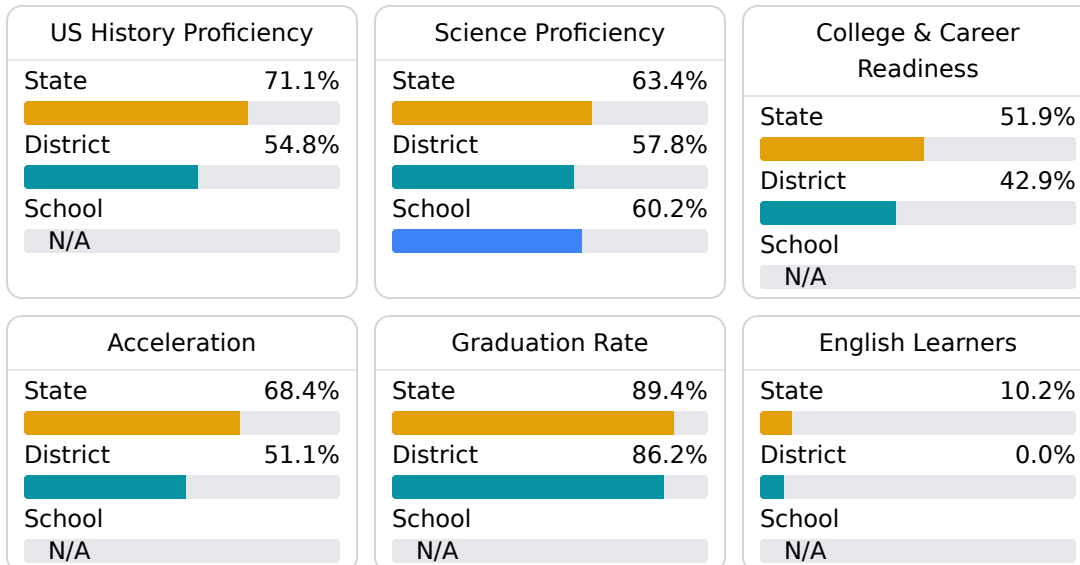 US History Proficiency
State 71.1%
District 54.8%
School
N/A
Science Proficiency
State 63.4%
District 57.8%
School 60.2%
College & Career
Readiness
State 51.9%
District 42.9%
School
N/A
Acceleration
State 68.4%
District 51.1%
School
N/A
Graduation Rate
State 89.4%
District 86.2%
School
N/A
English Learners
State 10.2%
District 0.0%
School
N/A